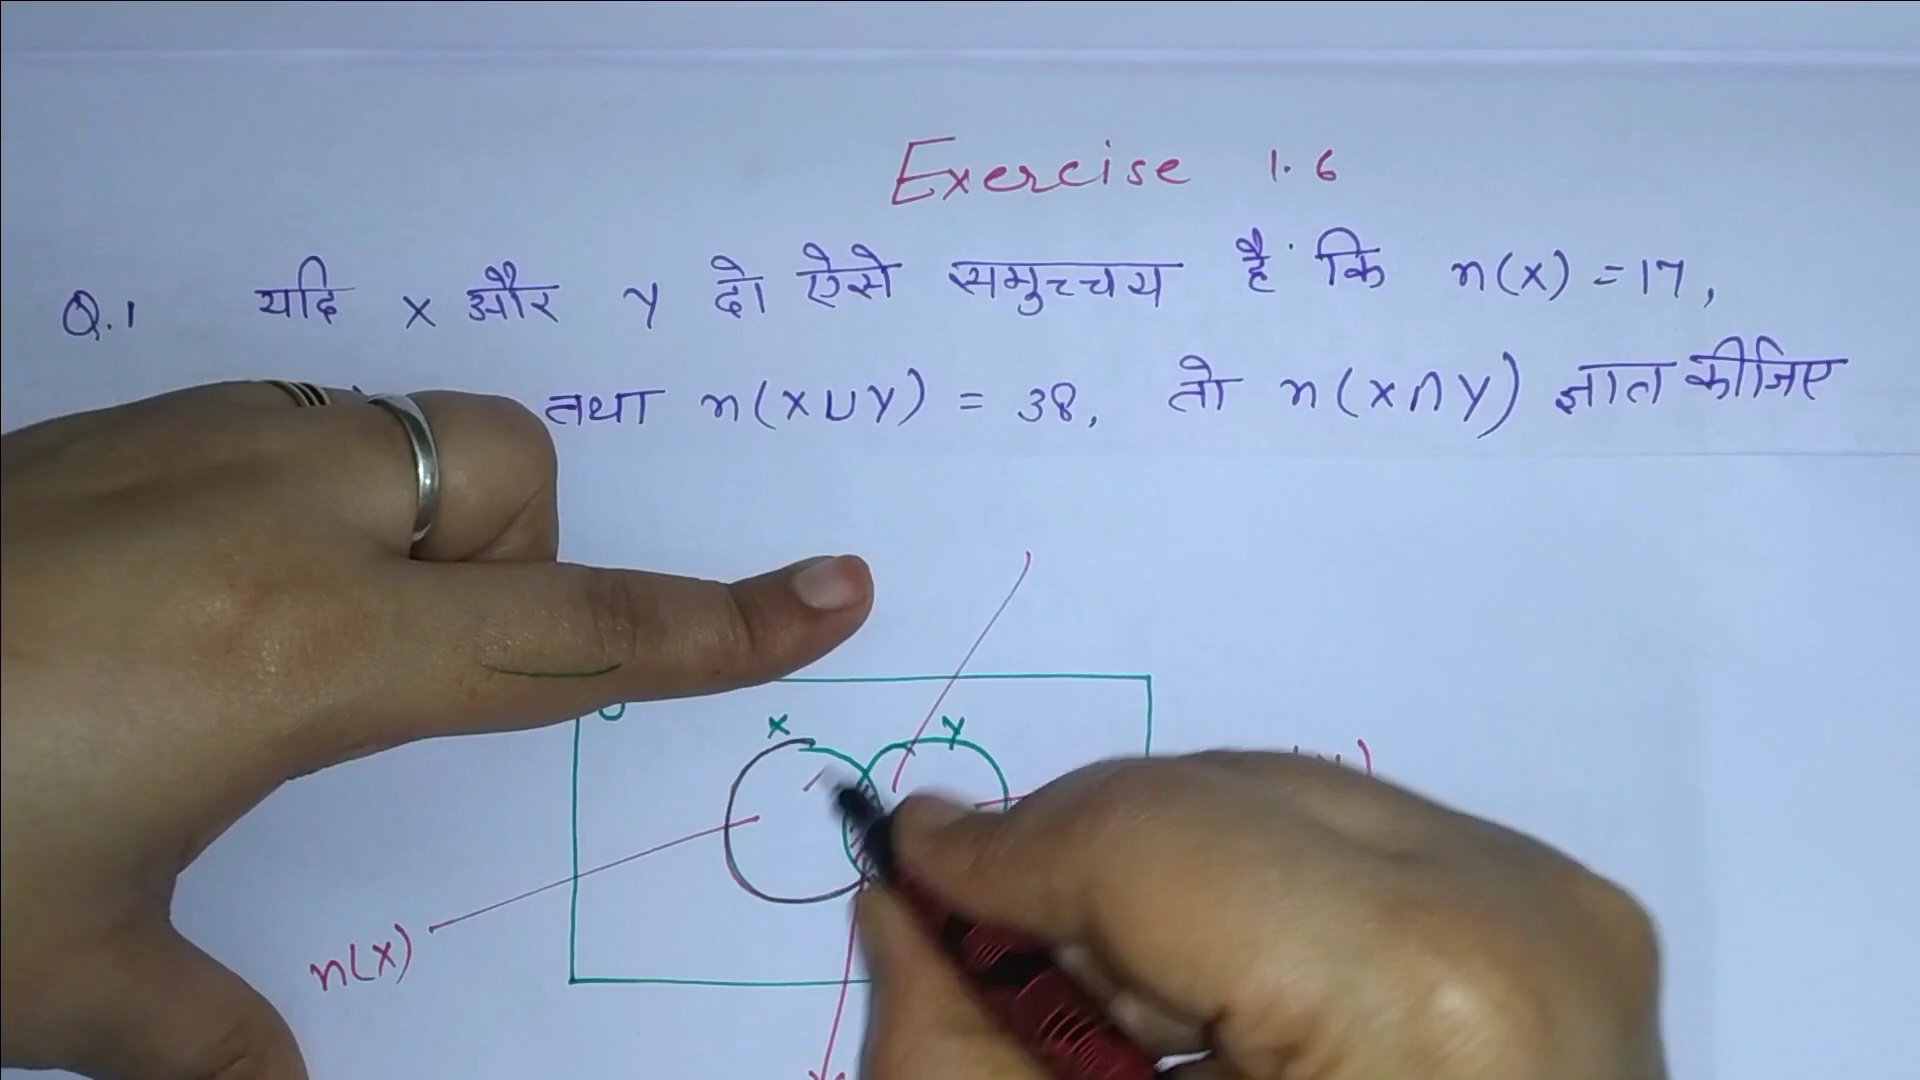 Exercise 1.6
Q.1 यदि x और y दो ऐसे समुच्चय हैं कि n(x) = 17,
तथा n(x∪y) = 38, तो n(x∩y) ज्ञात कीजिए
x y
n(x)